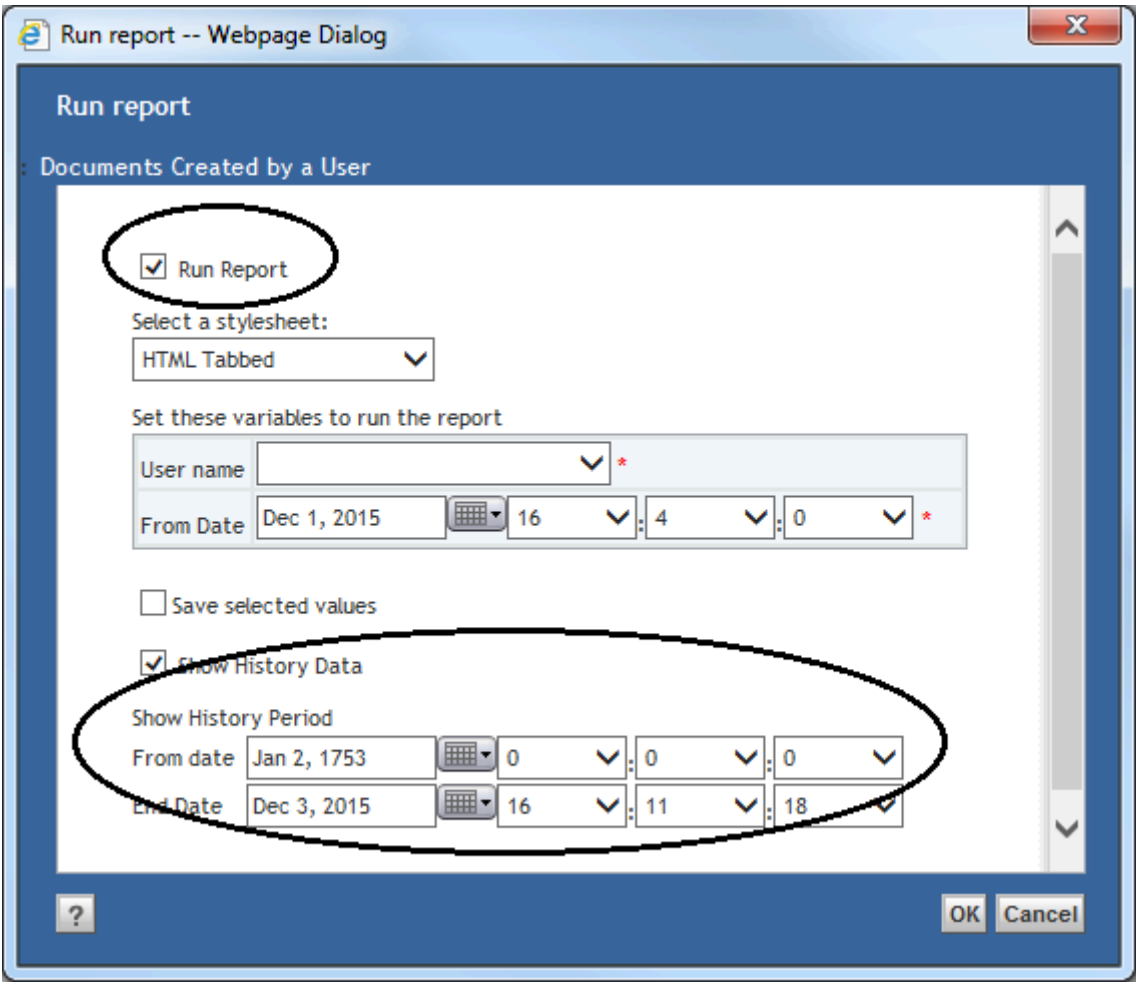 Run report -- Webpage Dialog
x
Run report
: Documents Created by a User
Run Report
Select a stylesheet:
HTML Tabbed
Set these variables to run the report
User name *
From Date Dec 1, 2015 16 : 4 : 0 *
Save selected values
Show History Data
Show History Period
From date Jan 2, 1753 0 : 0 : 0
End Date Dec 3, 2015 16 : 11 : 18
? OK Cancel